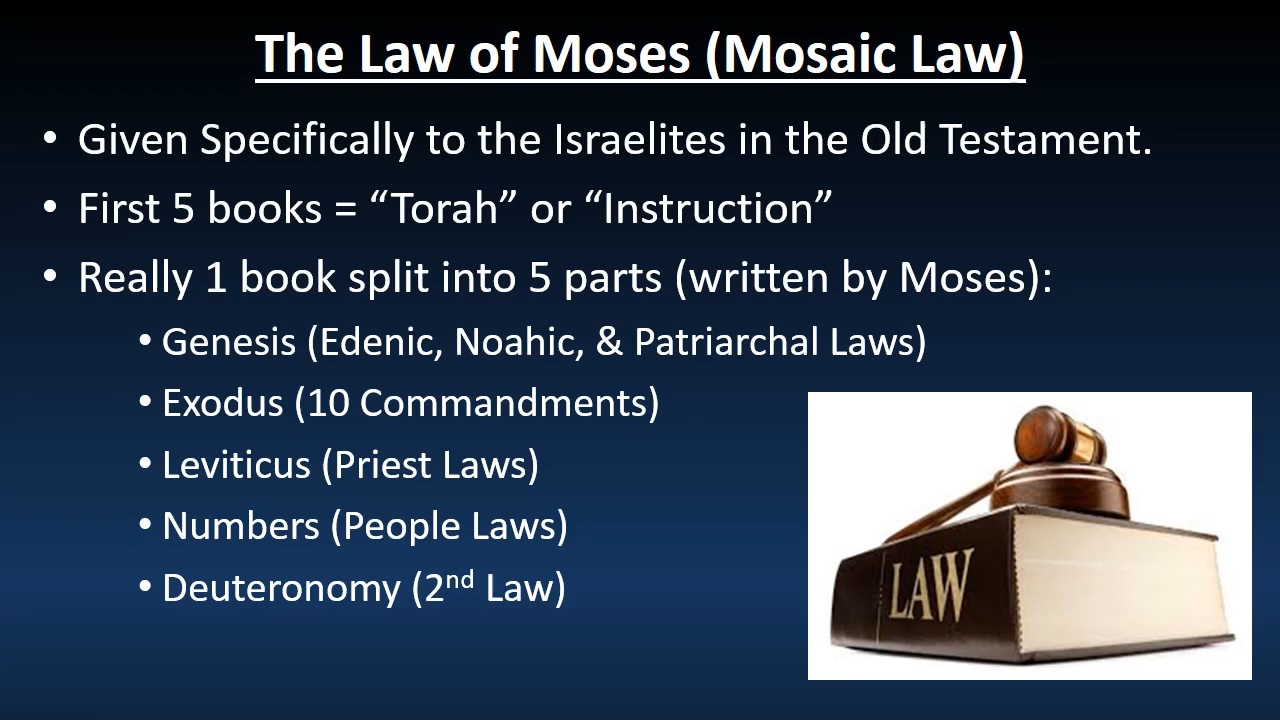 The Law of Moses (Mosaic Law)
• Given Specifically to the Israelites in the Old Testament.
• First 5 books = “Torah” or “Instruction”
• Really 1 book split into 5 parts (written by Moses):
• Genesis (Edenic, Noahic, & Patriarchal Laws)
• Exodus (10 Commandments)
• Leviticus (Priest Laws)
• Numbers (People Laws)
• Deuteronomy (2nd Law)
LAW